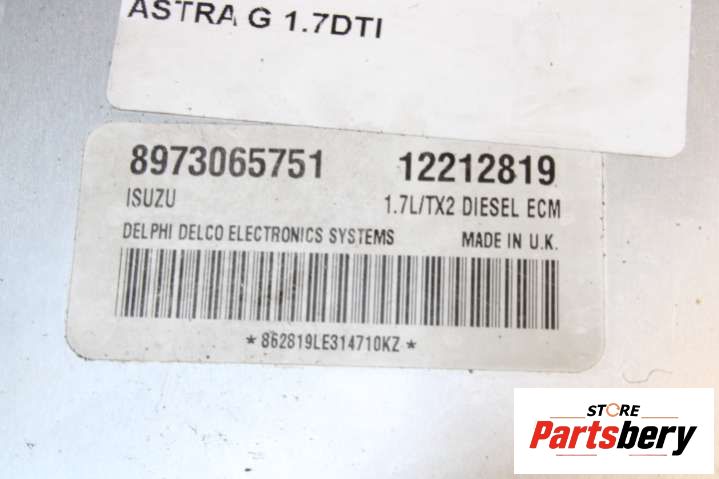 ASTRA G 1.7DTI
8973065751 12212819
ISUZU 1.7L/TX2 DIESEL ECM
DELPHI DELCO ELECTRONICS SYSTEMS MADE IN U.K.
*862819LE314710KZ*
STORE
Partsbery